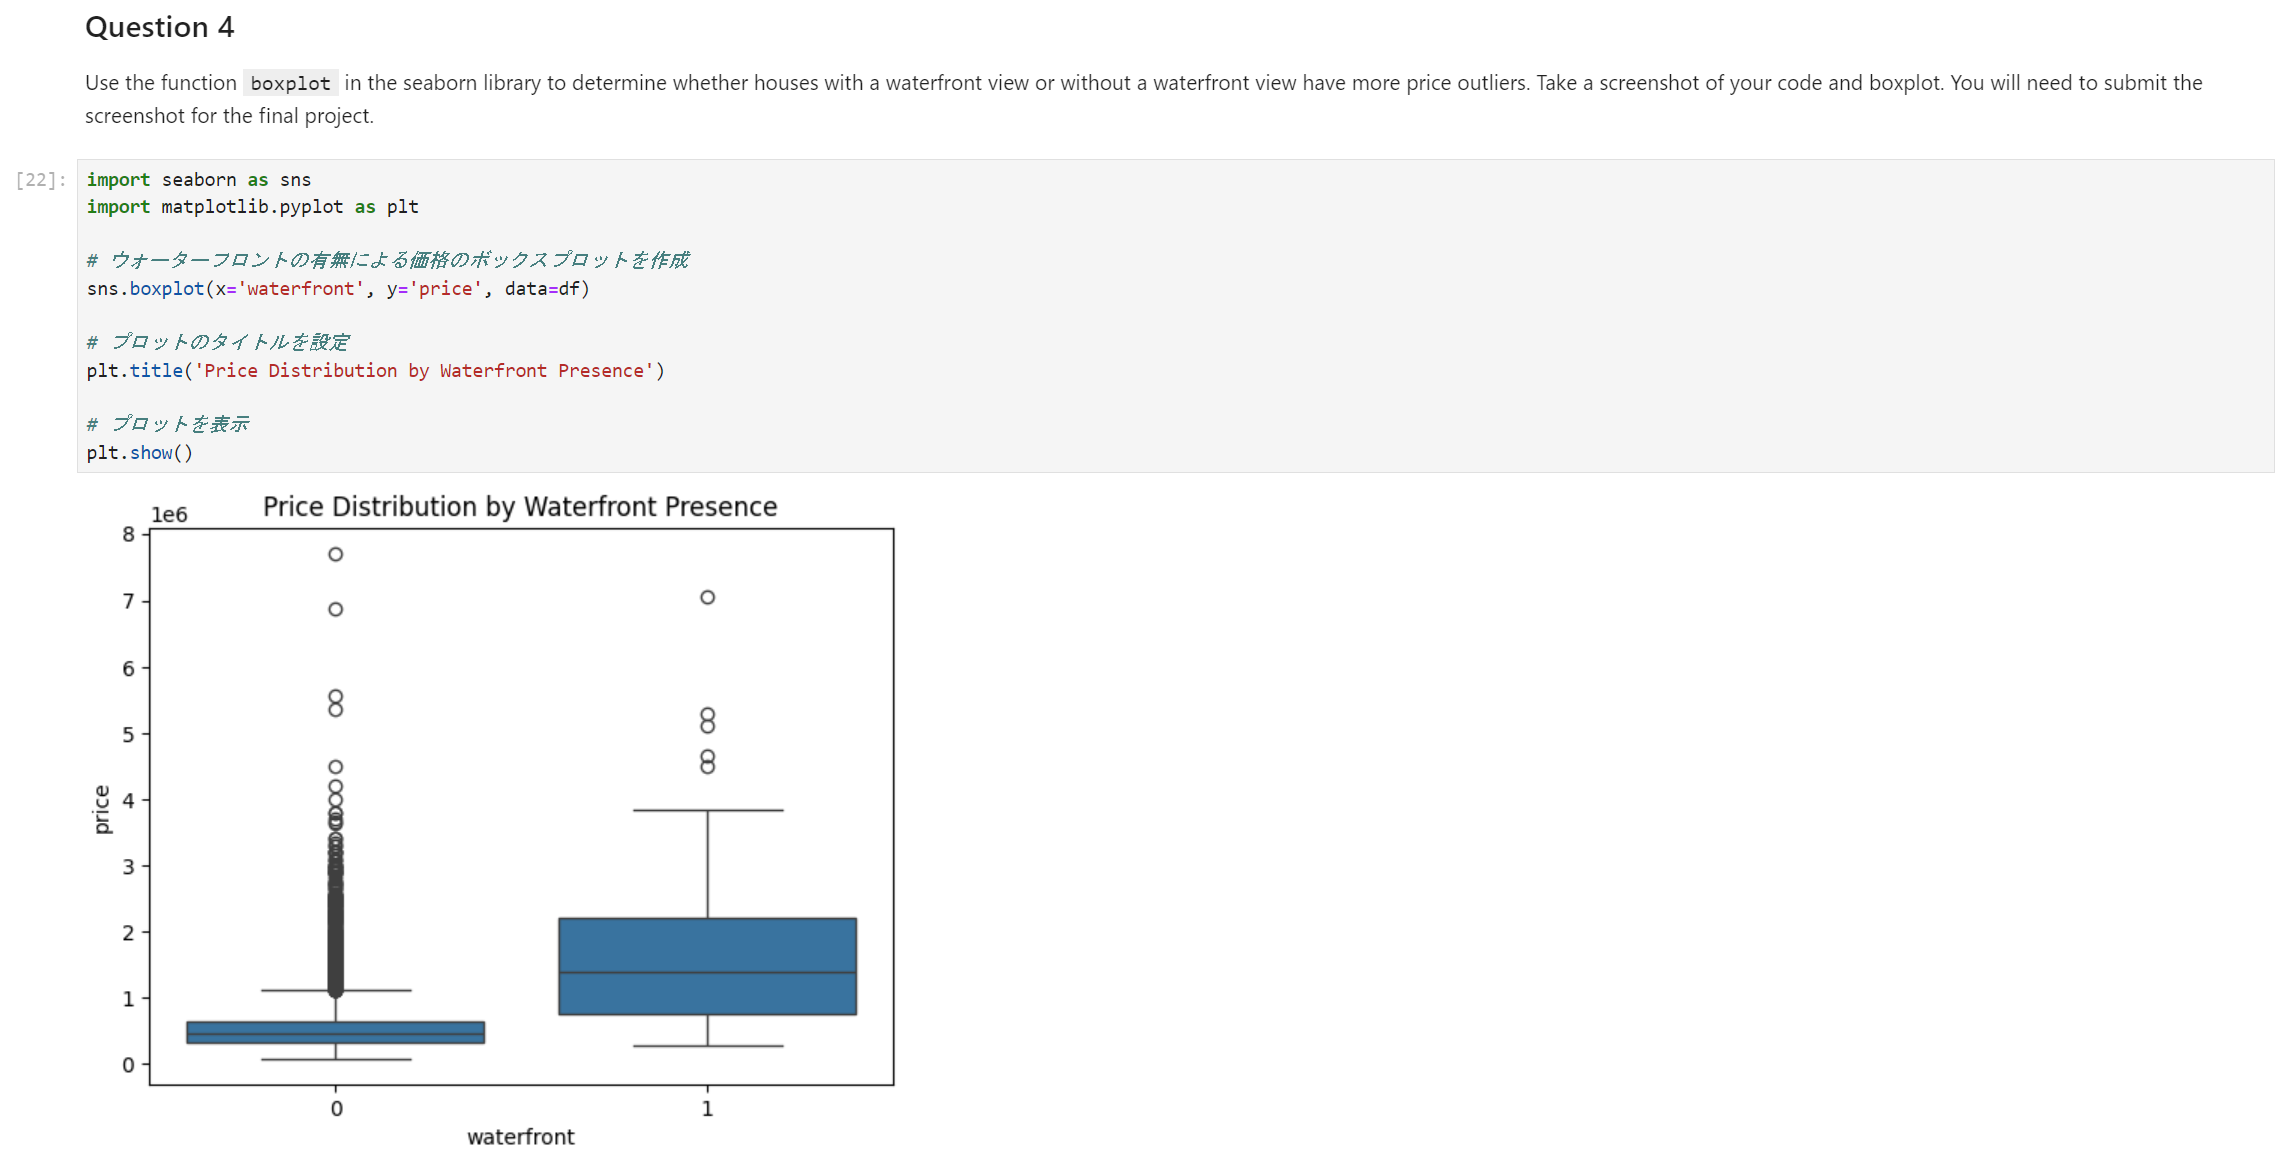 Question 4
Use the function boxplot in the seaborn library to determine whether houses with a waterfront view or without a waterfront view have more price outliers. Take a screenshot of your code and boxplot. You will need to submit the
screenshot for the final project.
[22]:
import seaborn as sns
import matplotlib.pyplot as plt
# ウォーターフロントの有無による価格のボックスプロットを作成
sns.boxplot(x='waterfront', y='price', data=df)
# プロットのタイトルを設定
plt.title('Price Distribution by Waterfront Presence')
# プロットを表示
plt.show()
Price Distribution by Waterfront Presence
1e6
8
7
6
5
4
3
2
1
0
price
0 1
waterfront